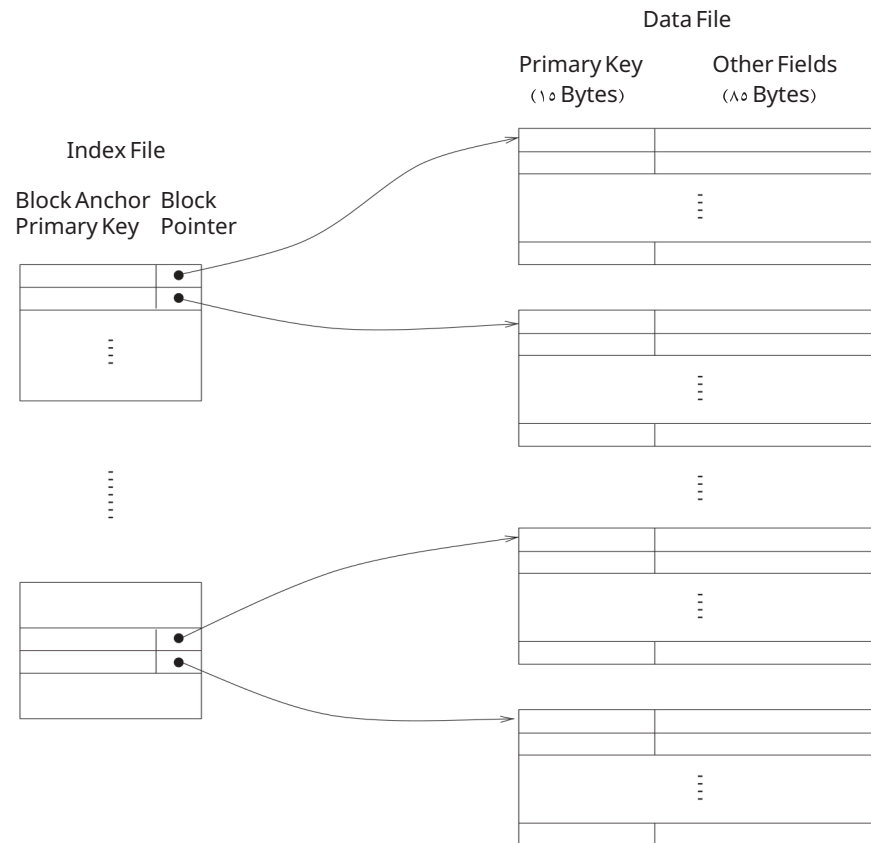 Data File
Primary Key Other Fields
(۱۵ Bytes) (۸۵ Bytes)
Index File
Block Anchor Block
Primary Key Pointer